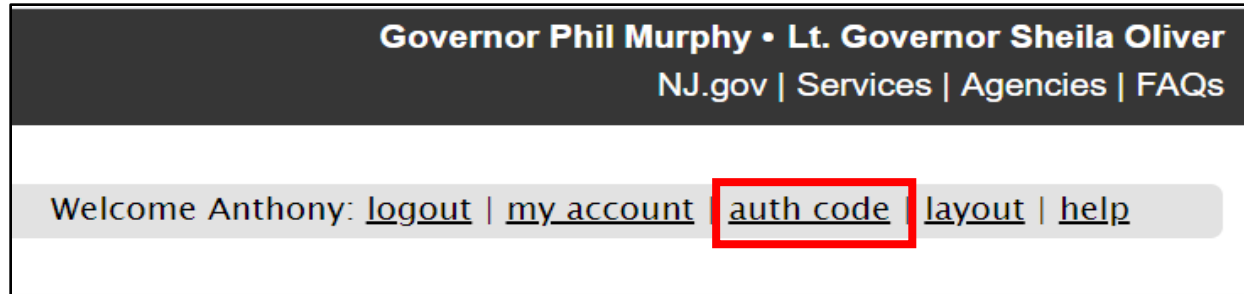 Governor Phil Murphy • Lt. Governor Sheila Oliver
NJ.gov | Services | Agencies | FAQs
Welcome Anthony: logout | my account | auth code | layout | help